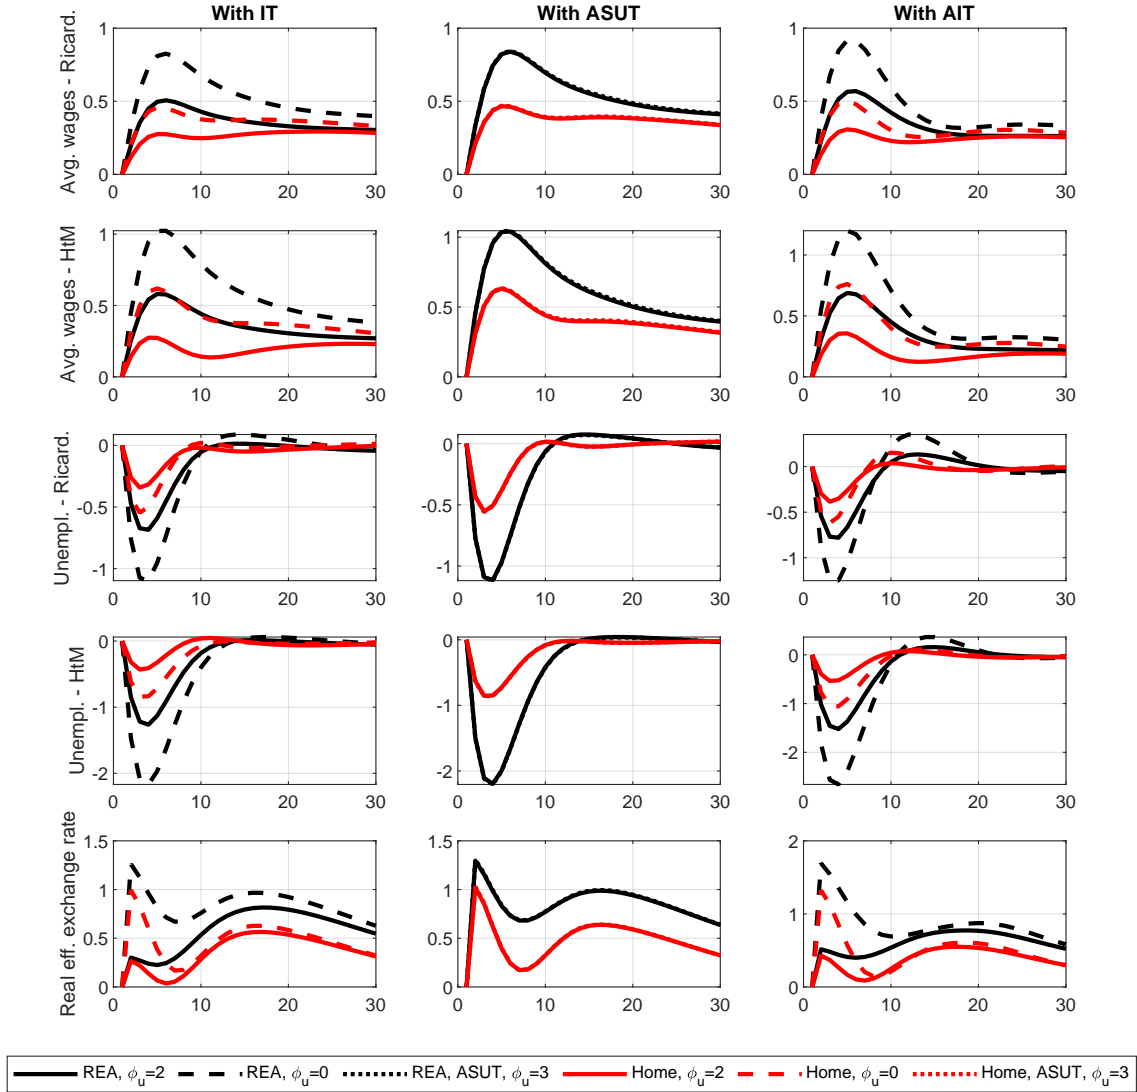 With IT
With ASUT
With AIT
Avg. wages - Ricard.
1
0.5
0
0 10 20 30
1
0.5
0
0 10 20 30
1
0.5
0
0 10 20 30
Avg. wages - HtM
1
0.5
0
0 10 20 30
1
0.5
0
0 10 20 30
1
0.5
0
0 10 20 30
Unempl. - Ricard.
0
-0.5
-1
0 10 20 30
0
-0.5
-1
0 10 20 30
0
-0.5
-1
0 10 20 30
Unempl. - HtM
0
-1
-2
0 10 20 30
0
-1
-2
0 10 20 30
0
-1
-2
0 10 20 30
Real eff. exchange rate
1.5
1
0.5
0
0 10 20 30
1.5
1
0.5
0
0 10 20 30
2
1
0
0 10 20 30
REA, ϕ_u=2 REA, ϕ_u=0 REA, ASUT, ϕ_u=3 Home, ϕ_u=2 Home, ϕ_u=0 Home, ASUT, ϕ_u=3